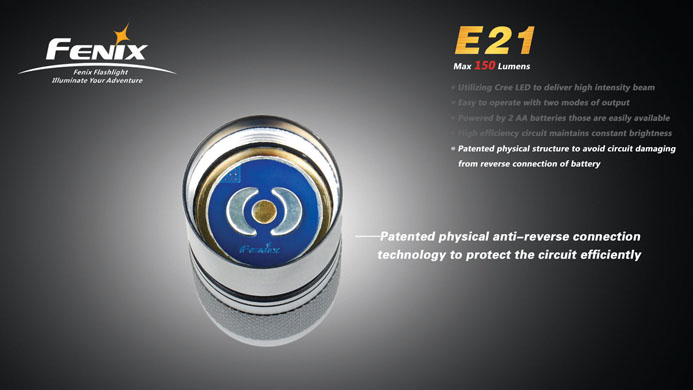 FENIX
Fenix Flashlight
Illuminate Your Adventure
E21
Max 150 Lumens
• Utilizing Cree LED to deliver high intensity beam
• Easy to operate with two modes of output
• Powered by 2 AA batteries those are easily available
• High efficiency circuit maintains constant brightness
• Patented physical structure to avoid circuit damaging
from reverse connection of battery
Patented physical anti-reverse connection
technology to protect the circuit efficiently